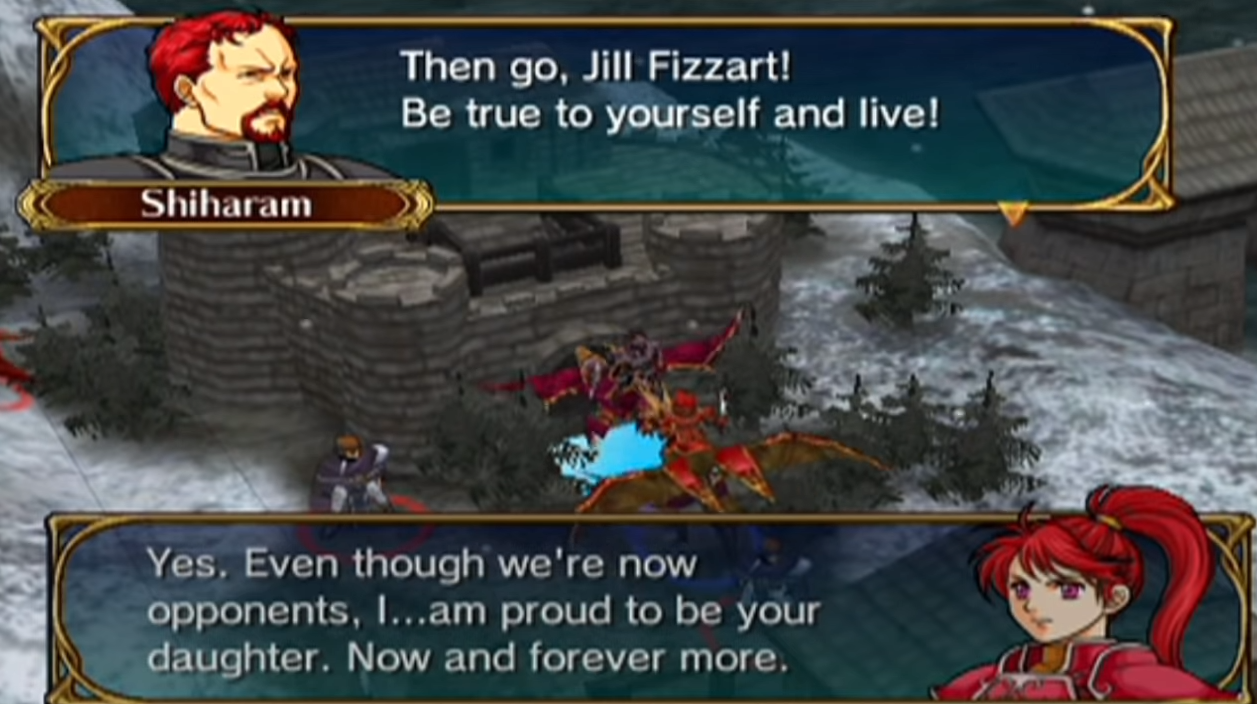 Then go, Jill Fizzart!
Be true to yourself and live!
Shiharam
Yes. Even though we're now
opponents, I...am proud to be your
daughter. Now and forever more.